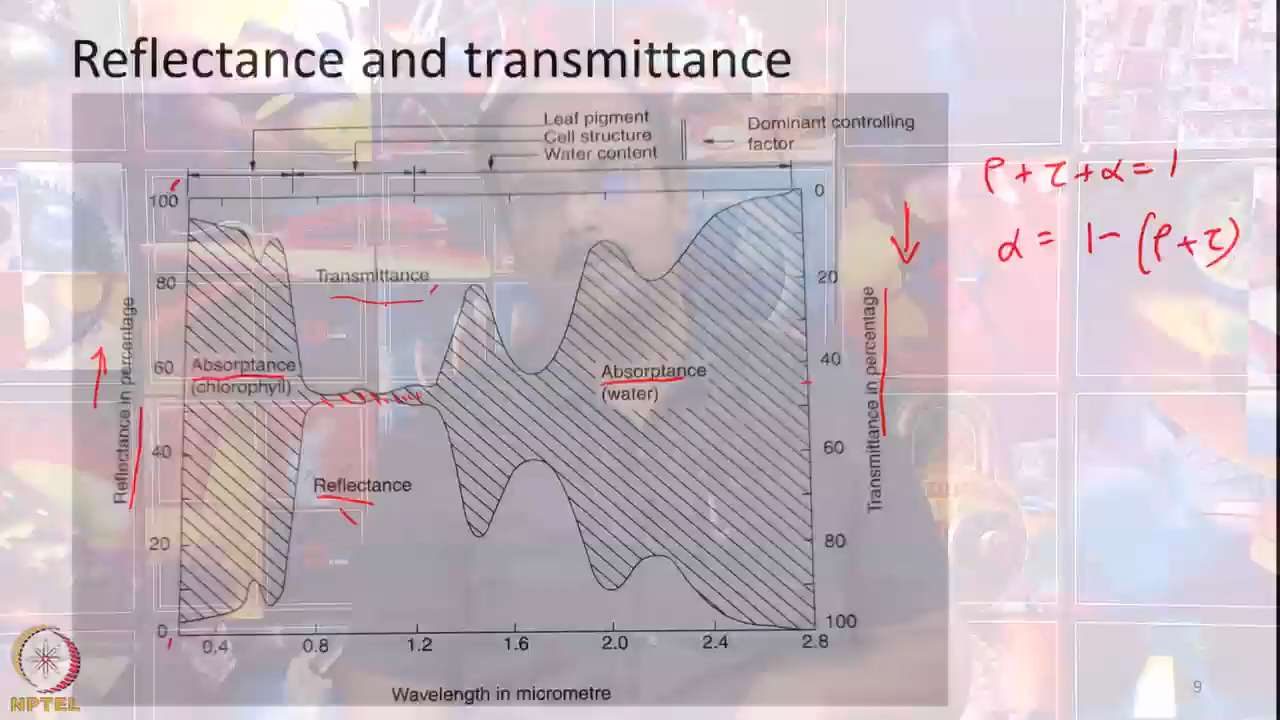 Reflectance and transmittance
Leaf pigment
Cell structure
Water content
Dominant controlling
factor
ρ + τ + α = 1
α = 1 - (ρ + τ)
100
80
60
40
20
0
Reflectance in percentage
Transmittance
Absorptance
(chlorophyll)
Absorptance
(water)
Reflectance
0
20
40
60
80
100
Transmittance in percentage
0.4 0.8 1.2 1.6 2.0 2.4 2.8
Wavelength in micrometre
NPTEL
9